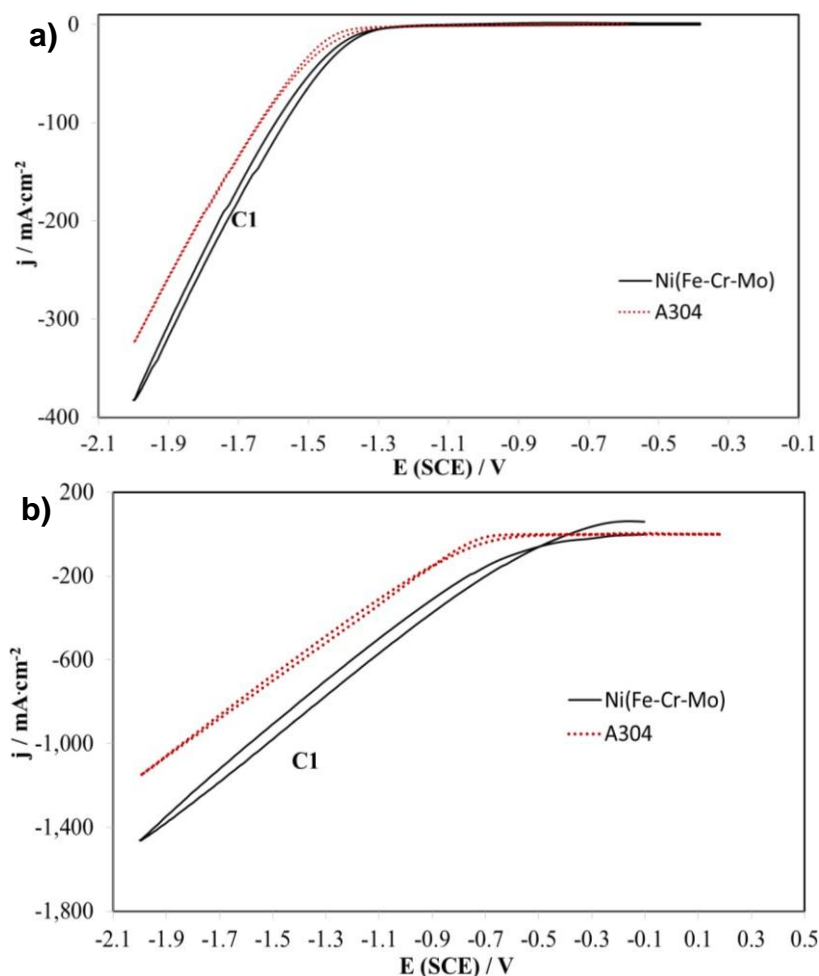 a)
0
-100
-200
-300
-400
j / mA·cm-2
C1
Ni(Fe-Cr-Mo)
A304
-2.1 -1.9 -1.7 -1.5 -1.3 -1.1 -0.9 -0.7 -0.5 -0.3 -0.1
E (SCE) / V
b)
200
-200
-600
-1,000
-1,400
-1,800
j / mA·cm-2
C1
Ni(Fe-Cr-Mo)
A304
-2.1 -1.9 -1.7 -1.5 -1.3 -1.1 -0.9 -0.7 -0.5 -0.3 -0.1 0.1 0.3 0.5
E (SCE) / V